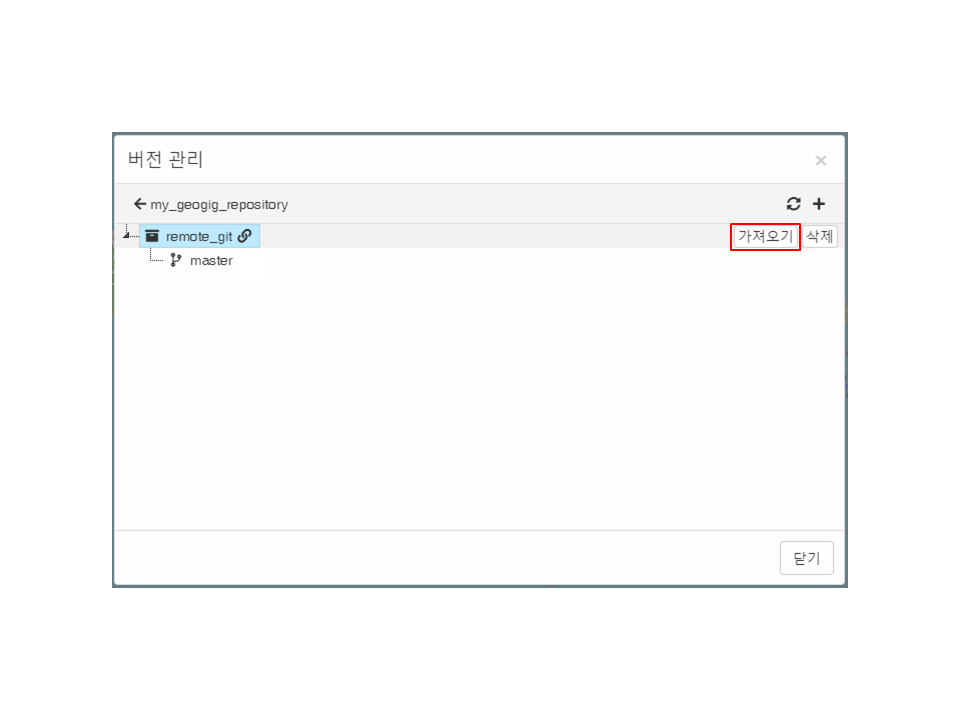 버전 관리 ×
my_geogig_repository
remote_git 가져오기 삭제
master
닫기